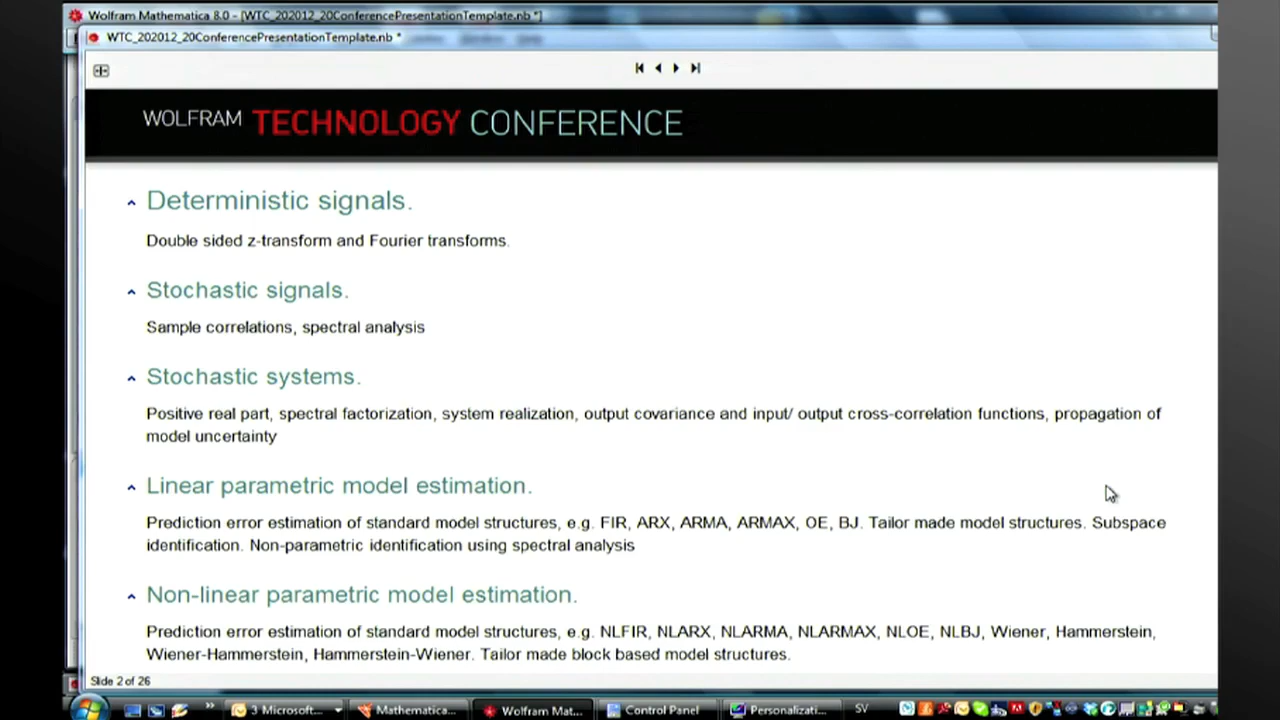 Wolfram Mathematica 8.0 - [WTC_202012_20ConferencePresentationTemplate.nb *]
WTC_202012_20ConferencePresentationTemplate.nb *
WOLFRAM TECHNOLOGY CONFERENCE
Deterministic signals.
Double sided z-transform and Fourier transforms.
Stochastic signals.
Sample correlations, spectral analysis
Stochastic systems.
Positive real part, spectral factorization, system realization, output covariance and input/ output cross-correlation functions, propagation of
model uncertainty
Linear parametric model estimation.
Prediction error estimation of standard model structures, e.g. FIR, ARX, ARMA, ARMAX, OE, BJ. Tailor made model structures. Subspace
identification. Non-parametric identification using spectral analysis
Non-linear parametric model estimation.
Prediction error estimation of standard model structures, e.g. NLFIR, NLARX, NLARMA, NLARMAX, NLOE, NLBJ, Wiener, Hammerstein,
Wiener-Hammerstein, Hammerstein-Wiener. Tailor made block based model structures.
Slide 2 of 26
3 Microsoft... Mathematica... Wolfram Mat... Control Panel Personalizati... SV